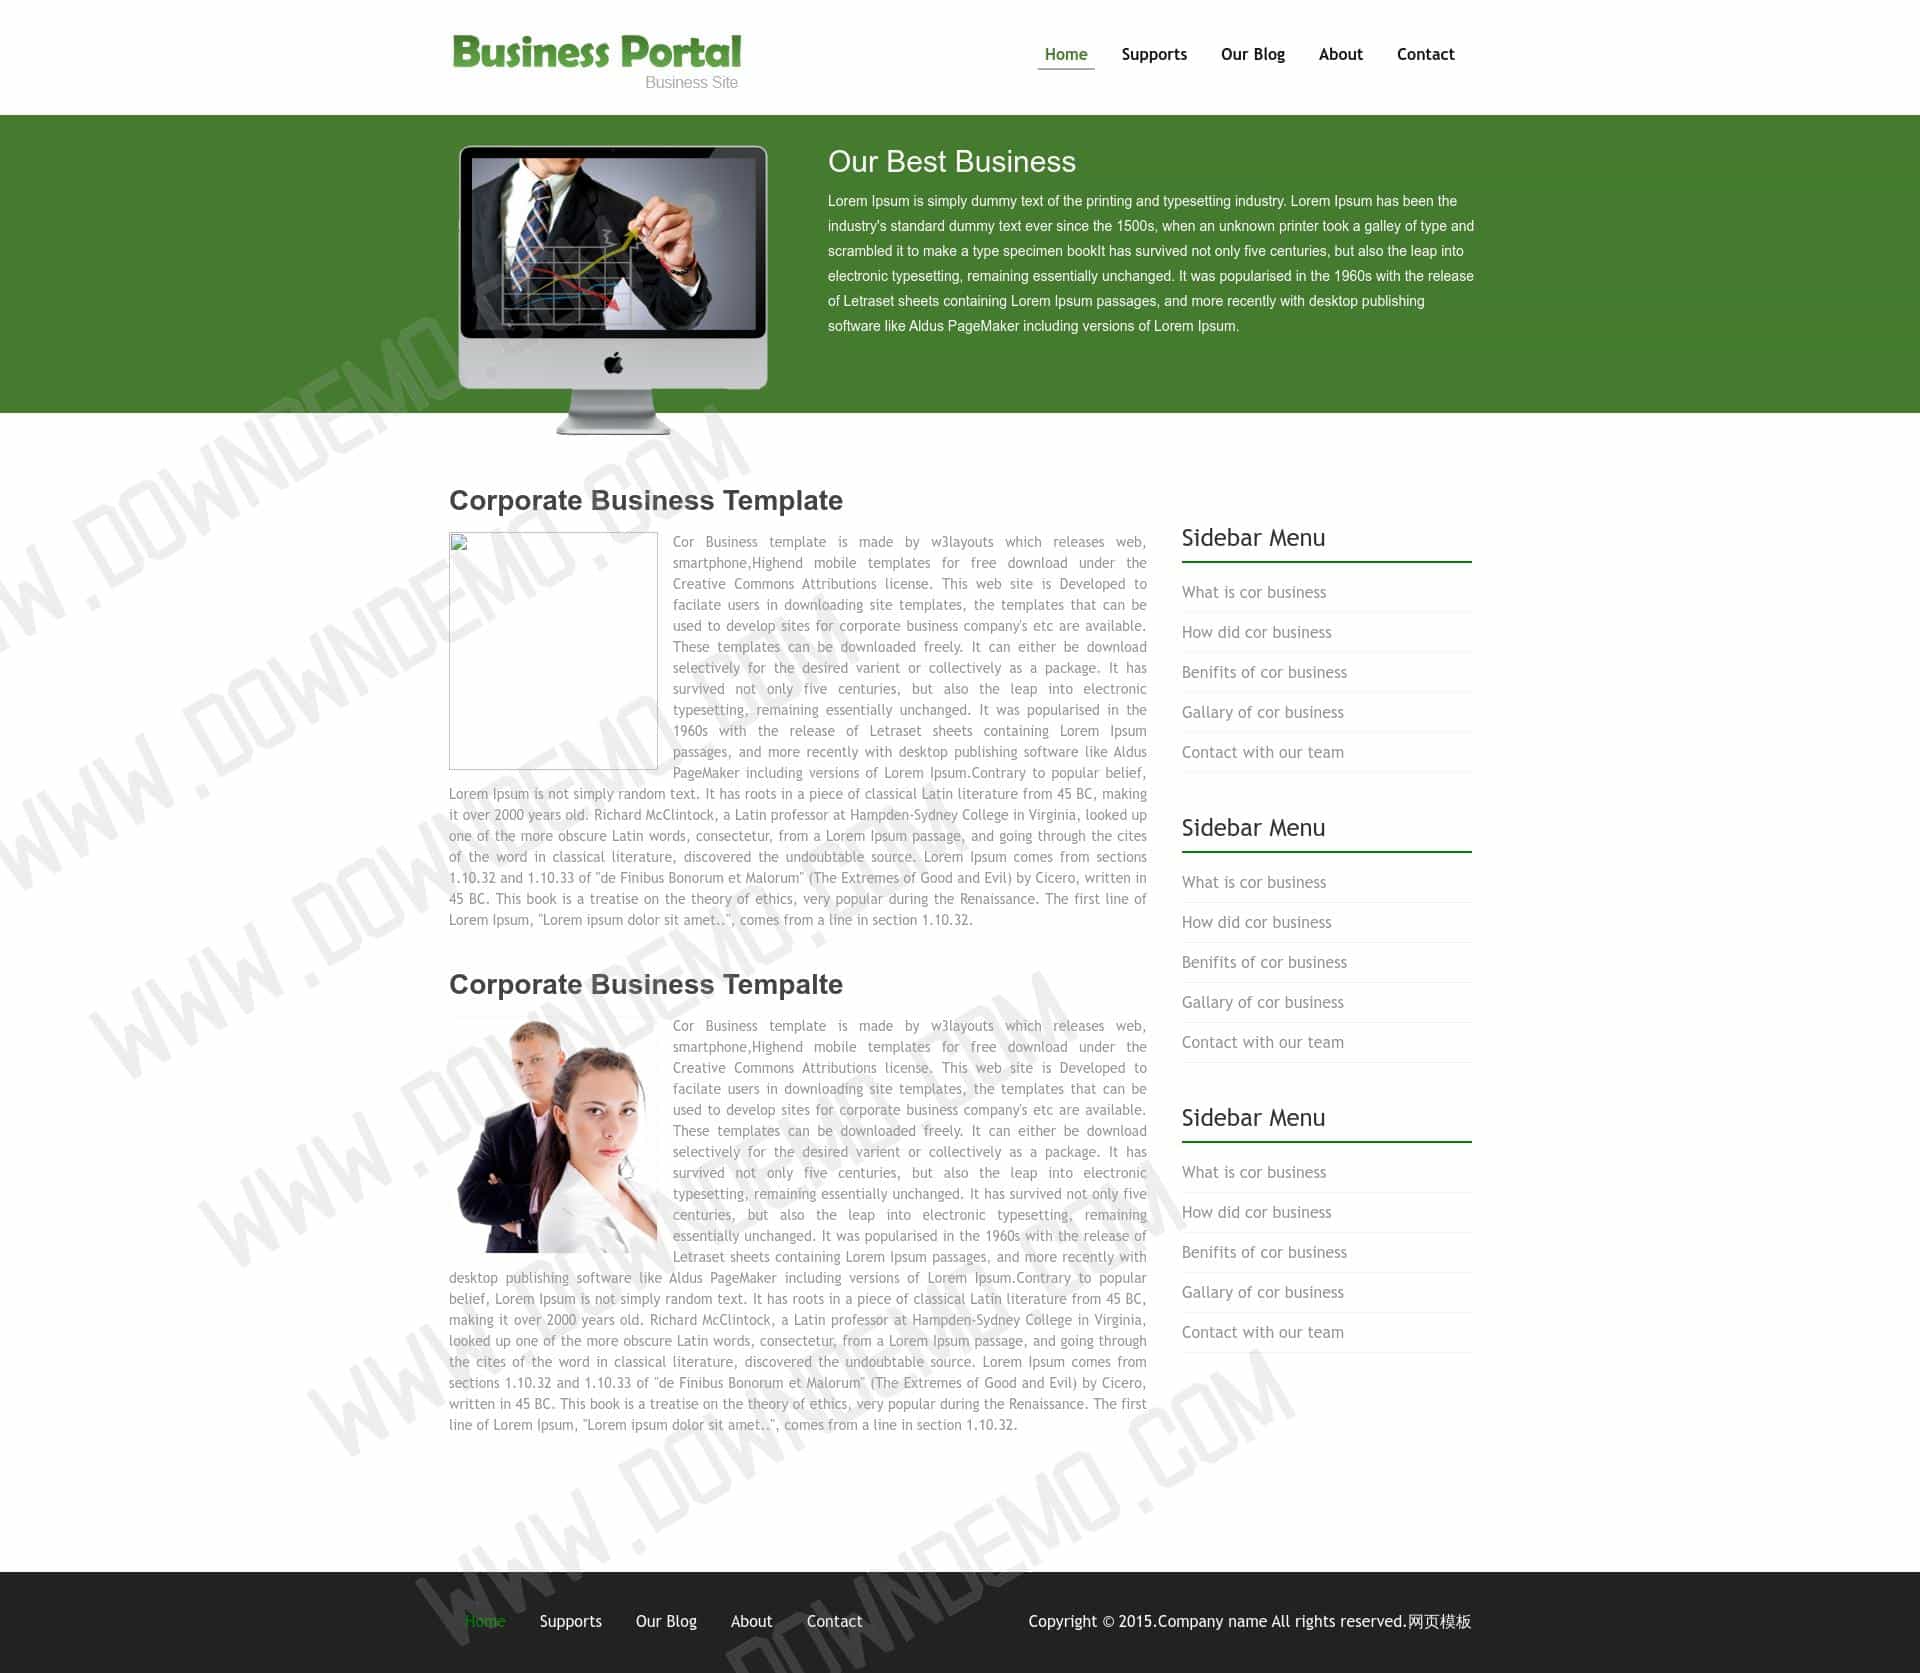 Business Portal
Business Site
Home Supports Our Blog About Contact
Our Best Business
Lorem Ipsum is simply dummy text of the printing and typesetting industry. Lorem Ipsum has been the
industry's standard dummy text ever since the 1500s, when an unknown printer took a galley of type and
scrambled it to make a type specimen bookIt has survived not only five centuries, but also the leap into
electronic typesetting, remaining essentially unchanged. It was popularised in the 1960s with the release
of Letraset sheets containing Lorem Ipsum passages, and more recently with desktop publishing
software like Aldus PageMaker including versions of Lorem Ipsum.
Corporate Business Template
Cor Business template is made by w3layouts which releases web,
smartphone,Highend mobile templates for free download under the
Creative Commons Attributions license. This web site is Developed to
facilate users in downloading site templates, the templates that can be
used to develop sites for corporate business company's etc are available.
These templates can be downloaded freely. It can either be download
selectively for the desired varient or collectively as a package. It has
survived not only five centuries, but also the leap into electronic
typesetting, remaining essentially unchanged. It was popularised in the
1960s with the release of Letraset sheets containing Lorem Ipsum
passages, and more recently with desktop publishing software like Aldus
PageMaker including versions of Lorem Ipsum.Contrary to popular belief,
Lorem Ipsum is not simply random text. It has roots in a piece of classical Latin literature from 45 BC, making
it over 2000 years old. Richard McClintock, a Latin professor at Hampden-Sydney College in Virginia, looked up
one of the more obscure Latin words, consectetur, from a Lorem Ipsum passage, and going through the cites
of the word in classical literature, discovered the undoubtable source. Lorem Ipsum comes from sections
1.10.32 and 1.10.33 of "de Finibus Bonorum et Malorum" (The Extremes of Good and Evil) by Cicero, written in
45 BC. This book is a treatise on the theory of ethics, very popular during the Renaissance. The first line of
Lorem Ipsum, "Lorem ipsum dolor sit amet..", comes from a line in section 1.10.32.
Corporate Business Tempalte
Cor Business template is made by w3layouts which releases web,
smartphone,Highend mobile templates for free download under the
Creative Commons Attributions license. This web site is Developed to
facilate users in downloading site templates, the templates that can be
used to develop sites for corporate business company's etc are available.
These templates can be downloaded freely. It can either be download
selectively for the desired varient or collectively as a package. It has
survived not only five centuries, but also the leap into electronic
typesetting, remaining essentially unchanged. It has survived not only five
centuries, but also the leap into electronic typesetting, remaining
essentially unchanged. It was popularised in the 1960s with the release of
Letraset sheets containing Lorem Ipsum passages, and more recently with
desktop publishing software like Aldus PageMaker including versions of Lorem Ipsum.Contrary to popular
belief, Lorem Ipsum is not simply random text. It has roots in a piece of classical Latin literature from 45 BC,
making it over 2000 years old. Richard McClintock, a Latin professor at Hampden-Sydney College in Virginia,
looked up one of the more obscure Latin words, consectetur, from a Lorem Ipsum passage, and going through
the cites of the word in classical literature, discovered the undoubtable source. Lorem Ipsum comes from
sections 1.10.32 and 1.10.33 of "de Finibus Bonorum et Malorum" (The Extremes of Good and Evil) by Cicero,
written in 45 BC. This book is a treatise on the theory of ethics, very popular during the Renaissance. The first
line of Lorem Ipsum, "Lorem ipsum dolor sit amet..", comes from a line in section 1.10.32.
Sidebar Menu
What is cor business
How did cor business
Benifits of cor business
Gallary of cor business
Contact with our team
Sidebar Menu
What is cor business
How did cor business
Benifits of cor business
Gallary of cor business
Contact with our team
Sidebar Menu
What is cor business
How did cor business
Benifits of cor business
Gallary of cor business
Contact with our team
Home Supports Our Blog About Contact
Copyright © 2015.Company name All rights reserved.网页模板
WWW.DOWNDEMO.COM
WWW.DOWNDEMO.COM
WWW.DOWNDEMO.COM
WWW.DOWNDEMO.COM
WWW.DOWNDEMO.COM
WWW.DOWNDEMO.COM
DOWNDEMO.COM